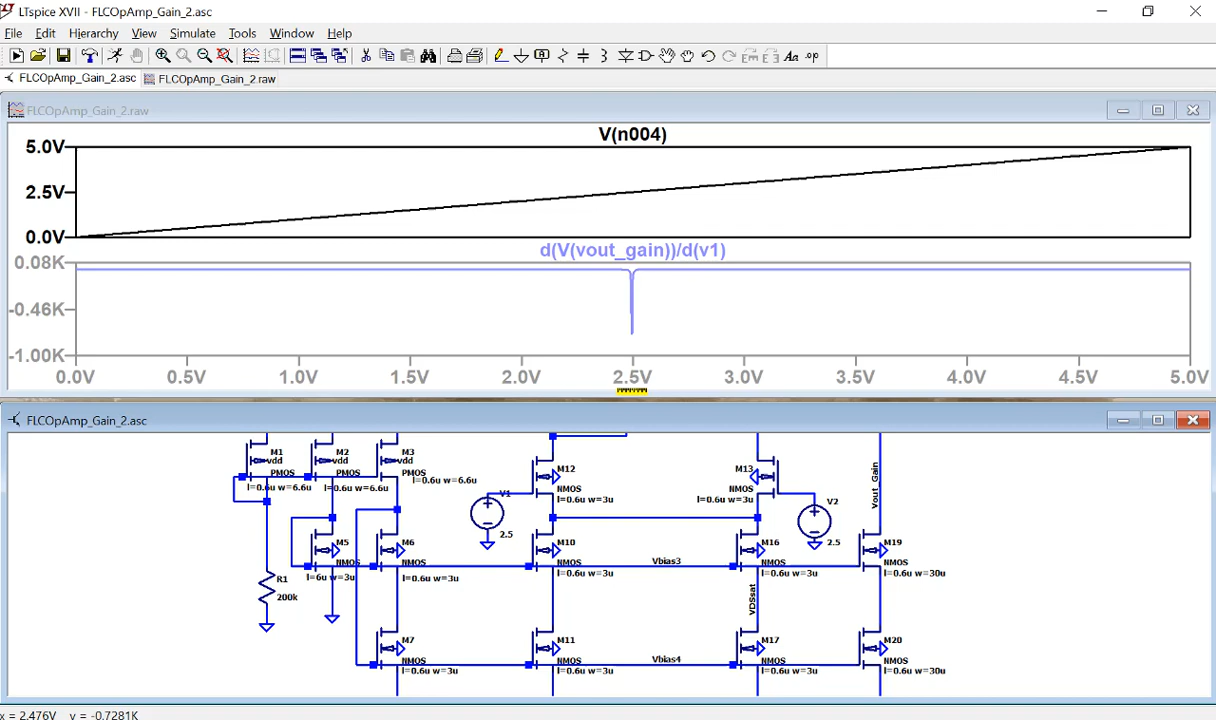 LTspice XVII - FLCOpAmp_Gain_2.asc
File Edit Hierarchy View Simulate Tools Window Help
FLCOpAmp_Gain_2.asc FLCOpAmp_Gain_2.raw
FLCOpAmp_Gain_2.raw
V(n004)
5.0V
2.5V
0.0V
d(V(vout_gain))/d(v1)
0.08K
-0.46K
-1.00K
0.0V 0.5V 1.0V 1.5V 2.0V 2.5V 3.0V 3.5V 4.0V 4.5V 5.0V
FLCOpAmp_Gain_2.asc
M1
vdd
PMOS
l=0.6u w=6.6u
M2
vdd
PMOS
l=0.6u w=6.6u
M3
vdd
PMOS
l=0.6u w=6.6u
M12
NMOS
l=0.6u w=3u
M13
NMOS
l=0.6u w=3u
Vout_Gain
V1
2.5
V2
2.5
M5
NMOS
l=6u w=3u
M6
NMOS
l=0.6u w=3u
M10
NMOS
l=0.6u w=3u
Vbias3
M16
NMOS
l=0.6u w=3u
M19
NMOS
l=0.6u w=30u
R1
200k
VDSsat
M7
NMOS
l=0.6u w=3u
M11
NMOS
l=0.6u w=3u
Vbias4
M17
NMOS
l=0.6u w=3u
M20
NMOS
l=0.6u w=30u
x = 2.476V y = -0.7281K